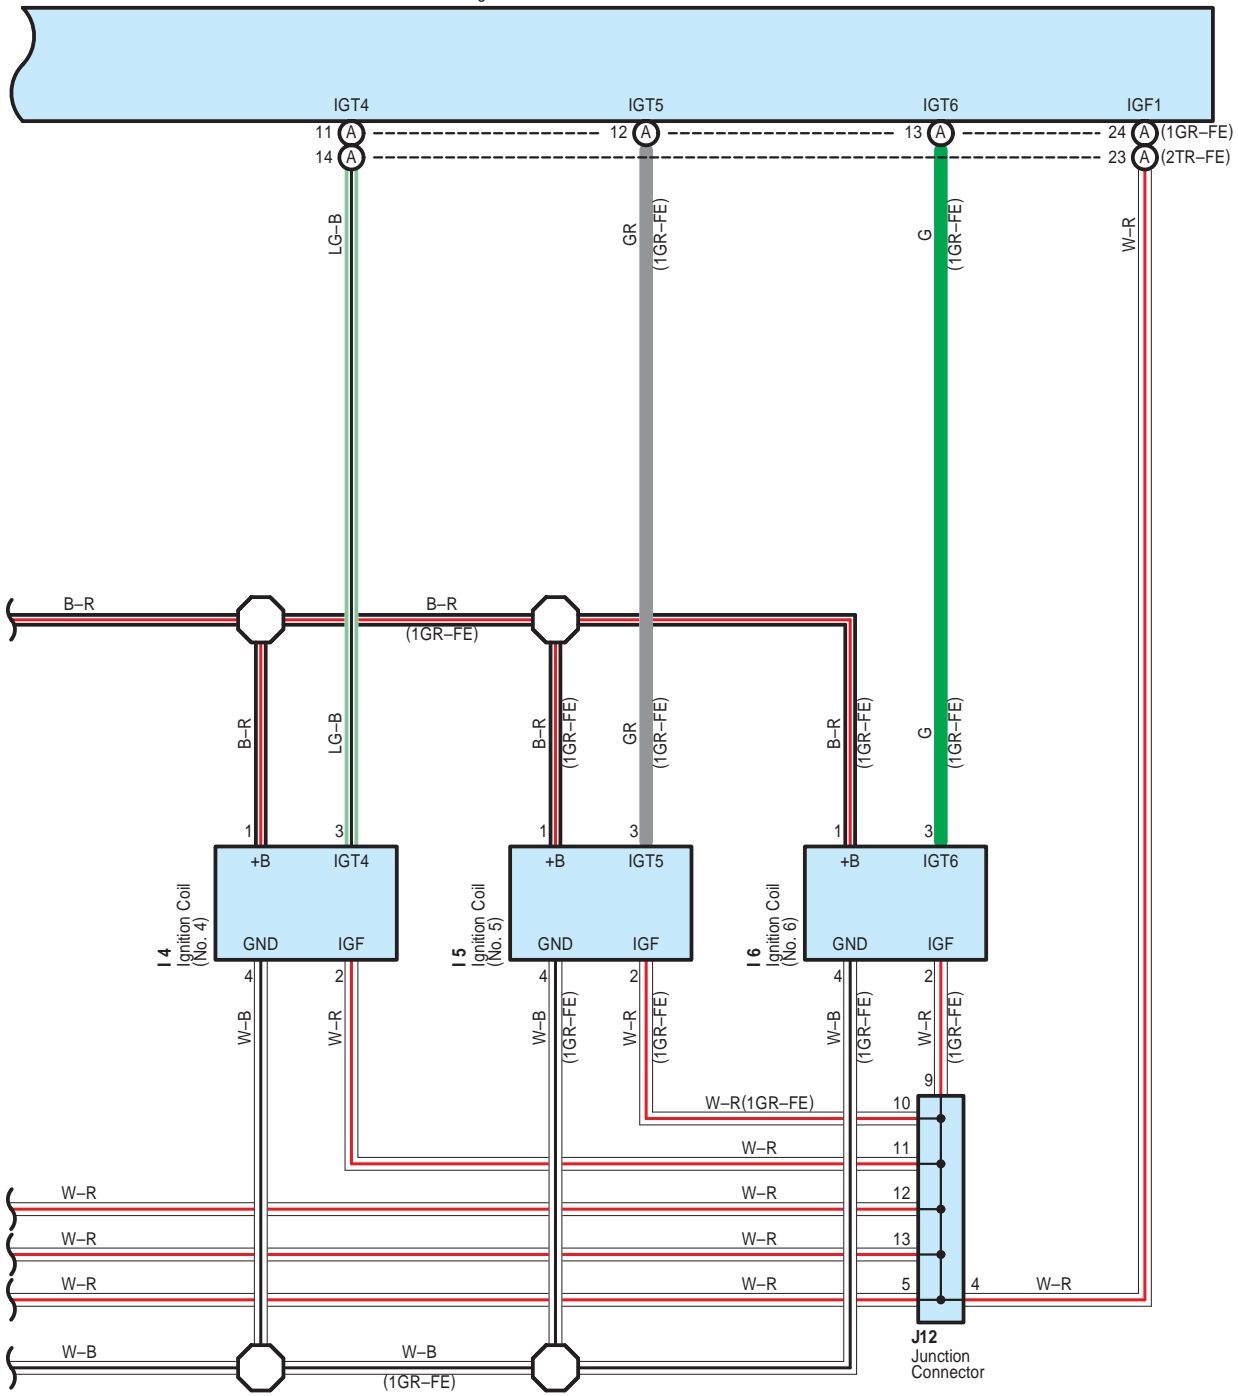 g
IGT4 IGT5 IGT6 IGF1
11 A 12 A 13 A 24 A (1GR–FE)
14 A 23 A (2TR–FE)
LG–B
GR
(1GR–FE)
G
(1GR–FE)
W–R
B–R
B–R
(1GR–FE)
B–R
LG–B
B–R
(1GR–FE)
GR
(1GR–FE)
B–R
(1GR–FE)
G
(1GR–FE)
1 3 1 3 1 3
+B IGT4 +B IGT5 +B IGT6
I 4
Ignition Coil
(No. 4)
I 5
Ignition Coil
(No. 5)
I 6
Ignition Coil
(No. 6)
GND IGF GND IGF GND IGF
4 2 4 2 4 2
W–B
W–R
W–B
(1GR–FE)
W–R
(1GR–FE)
W–B
(1GR–FE)
W–R
(1GR–FE)
9
W–R(1GR–FE) 10
W–R 11
W–R W–R 12
W–R W–R 13
W–R W–R 5 4 W–R
J12
Junction
Connector
W–B W–B
(1GR–FE)